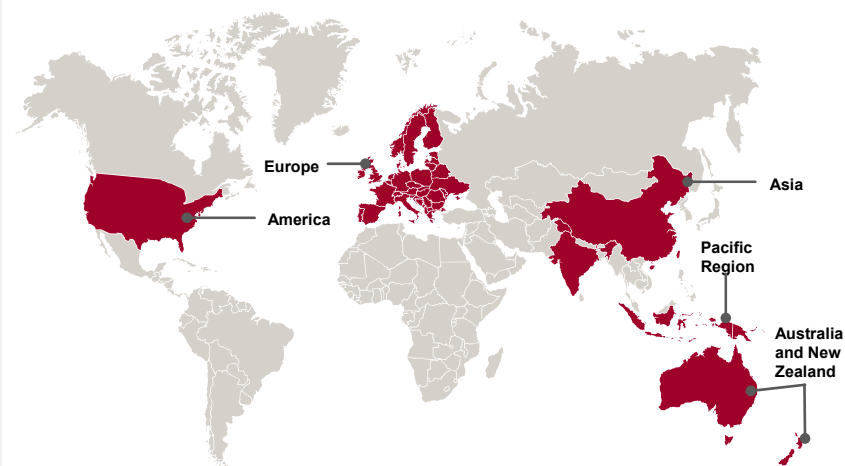 Europe
America
Asia
Pacific
Region
Australia
and New
Zealand